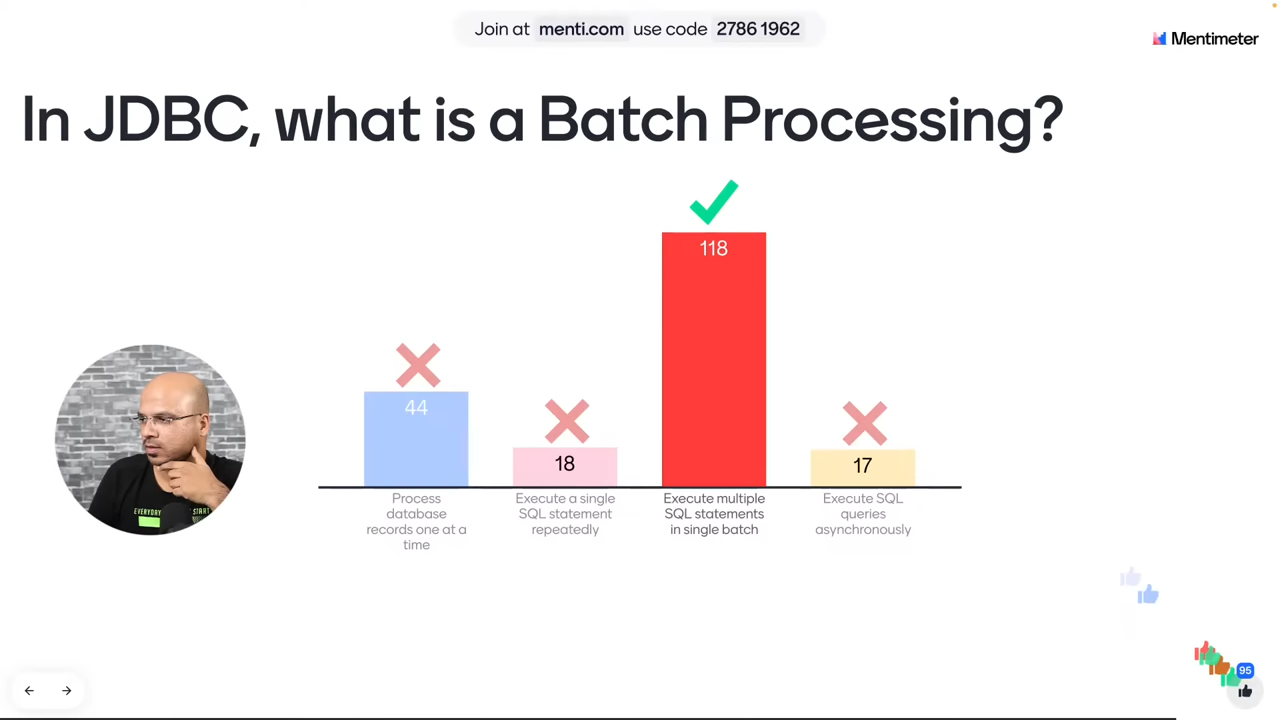 Join at menti.com use code 2786 1962
Mentimeter
In JDBC, what is a Batch Processing?
118
44
18
17
Process
database
records one at a
time
Execute a single
SQL statement
repeatedly
Execute multiple
SQL statements
in single batch
Execute SQL
queries
asynchronously
EVERYDAY
START
95